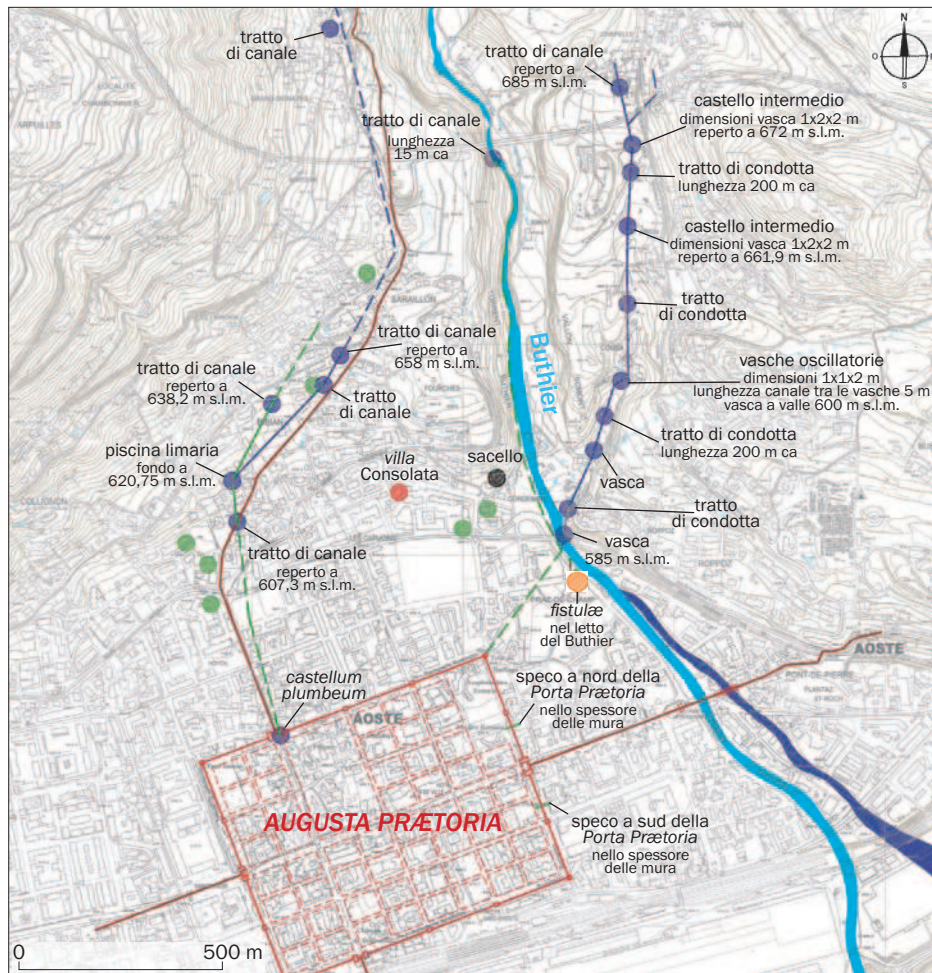 tratto
di canale
tratto di canale
reperto a
685 m s.l.m.
N
O
S
castello intermedio
dimensioni vasca 1x2x2 m
reperto a 672 m s.l.m.
tratto di canale
lunghezza
15 m ca
tratto di condotta
lunghezza 200 m ca
castello intermedio
dimensioni vasca 1x2x2 m
reperto a 661,9 m s.l.m.
tratto
di condotta
Buthier
tratto di canale
reperto a
658 m s.l.m.
tratto di canale
reperto a
638,2 m s.l.m.
tratto
di canale
vasche oscillatorie
dimensioni 1x1x2 m
lunghezza canale tra le vasche 5 m
vasca a valle 600 m s.l.m.
tratto di condotta
lunghezza 200 m ca
piscina limaria
fondo a
620,75 m s.l.m.
villa
Consolata
sacello
vasca
tratto
di condotta
tratto di canale
reperto a
607,3 m s.l.m.
vasca
585 m s.l.m.
fistulæ
nel letto
del Buthier
AOSTE
PONT-DE-PIERRE
castellum
plumbeum
AOSTE
speco a nord della
Porta Prætoria
nello spessore
delle mura
AUGUSTA PRÆTORIA
speco a sud della
Porta Prætoria
nello spessore
delle mura
0
500 m
SARAILLON
ARPUILLES